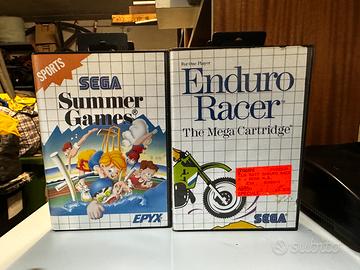 SPORTS
SEGA
Summer
Games®
EPYX
For One Player
Enduro
Racer
The Mega Cartridge
SEGA
subito